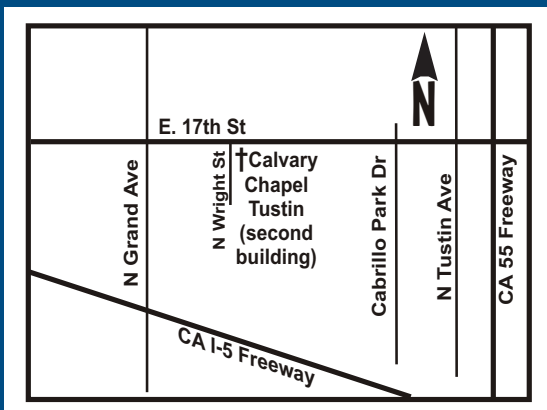 N
E. 17th St
N Grand Ave
N Wright St
†Calvary
Chapel
Tustin
(second
building)
Cabrillo Park Dr
N Tustin Ave
CA 55 Freeway
CA I-5 Freeway